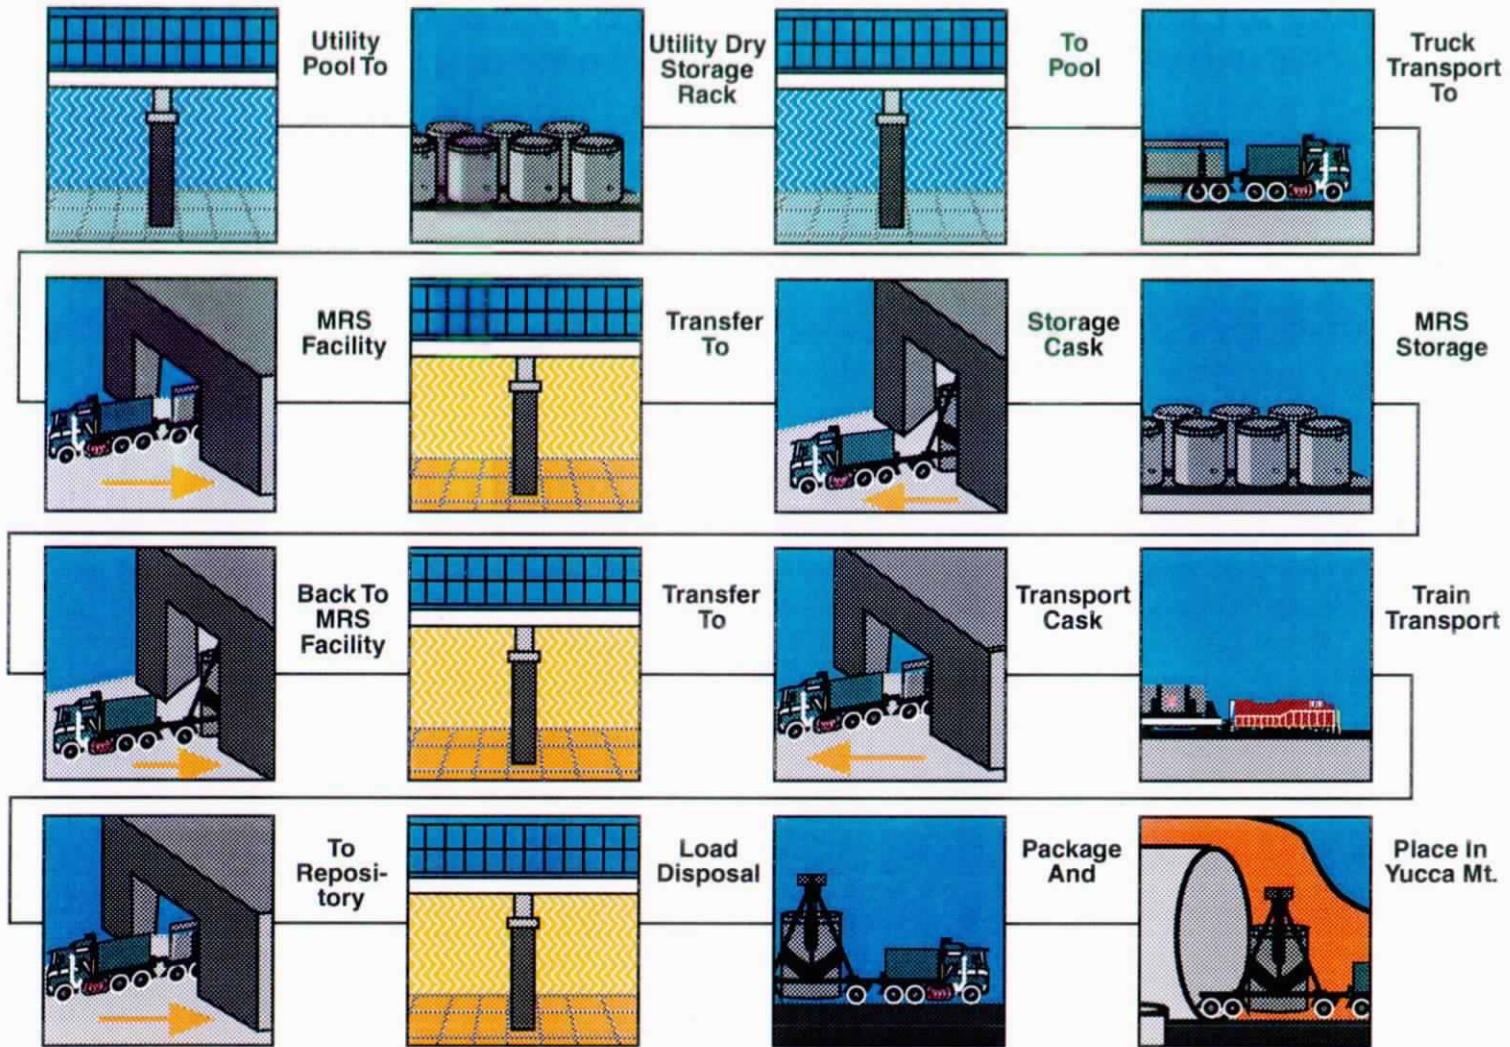 Utility
Pool To
Utility Dry
Storage
Rack
To
Pool
Truck
Transport
To
MRS
Facility
Transfer
To
Storage
Cask
MRS
Storage
Back To
MRS
Facility
Transfer
To
Transport
Cask
Train
Transport
To
Reposi-
tory
Load
Disposal
Package
And
Place In
Yucca Mt.